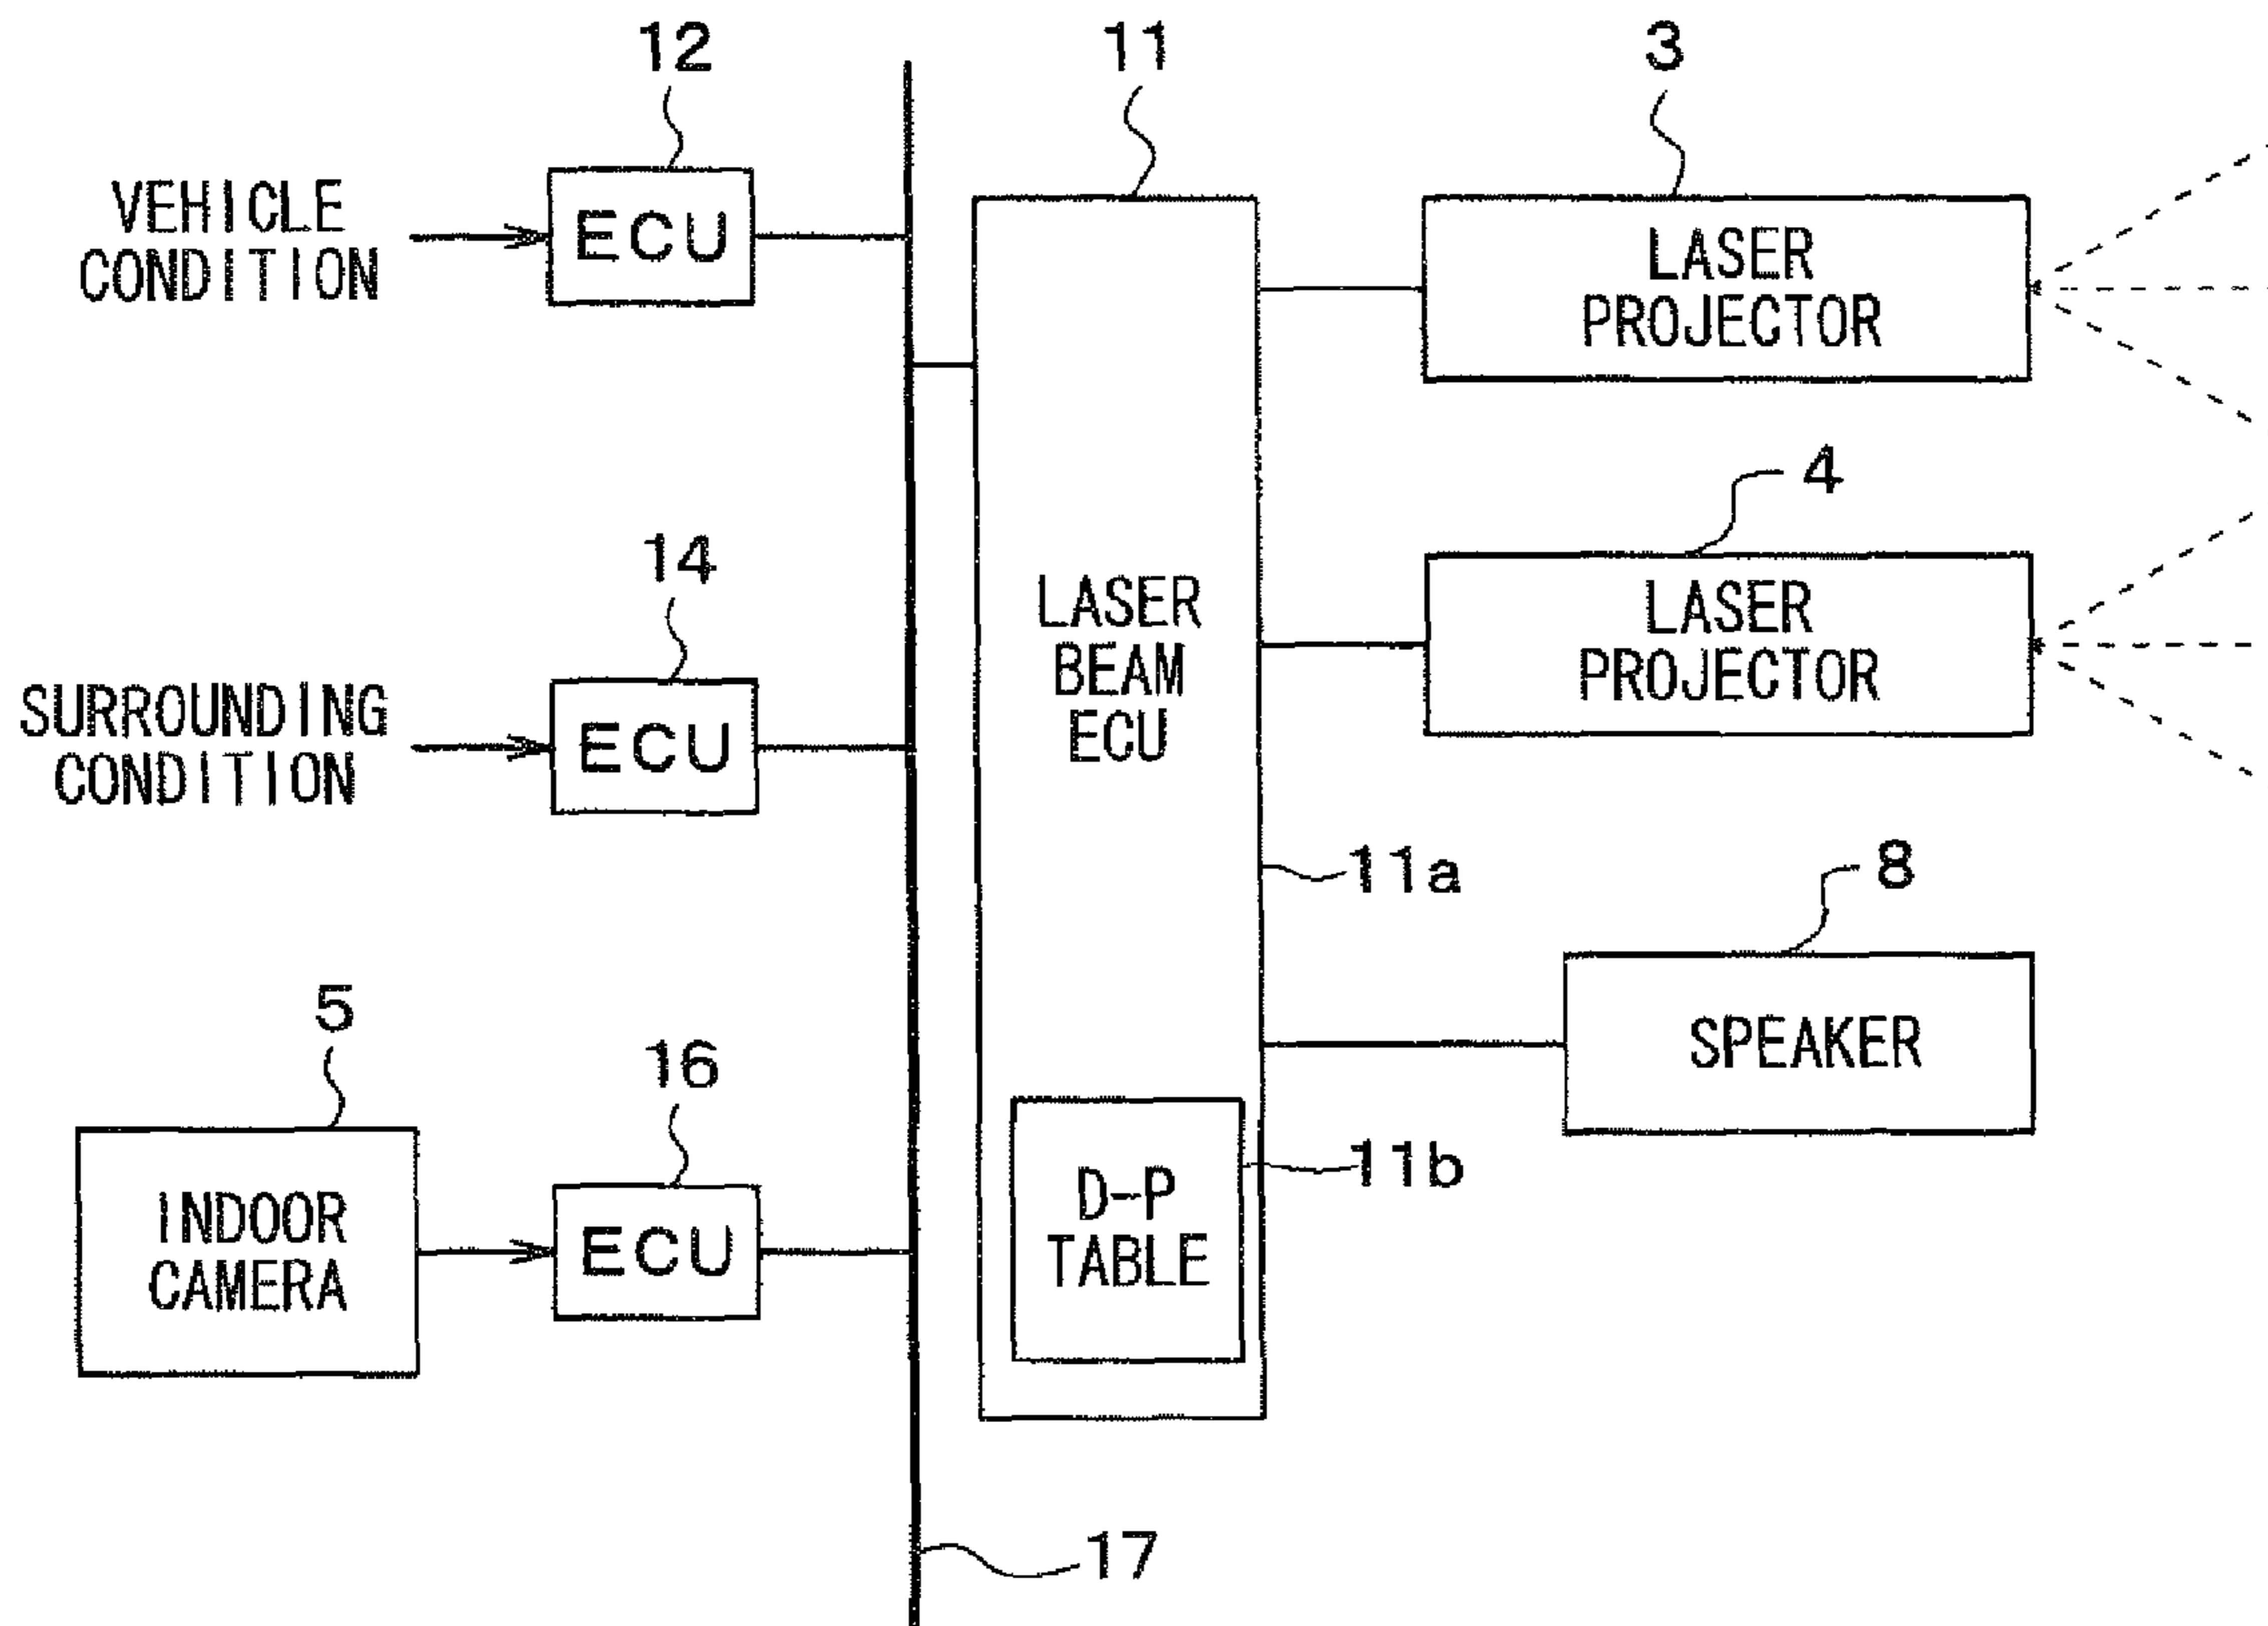 12
11
3
VEHICLE
CONDITION
ECU
LASER
PROJECTOR
14
4
SURROUNDING
CONDITION
ECU
LASER
BEAM
ECU
LASER
PROJECTOR
11a
8
5
INDOOR
CAMERA
16
ECU
SPEAKER
D-P
TABLE
11b
17